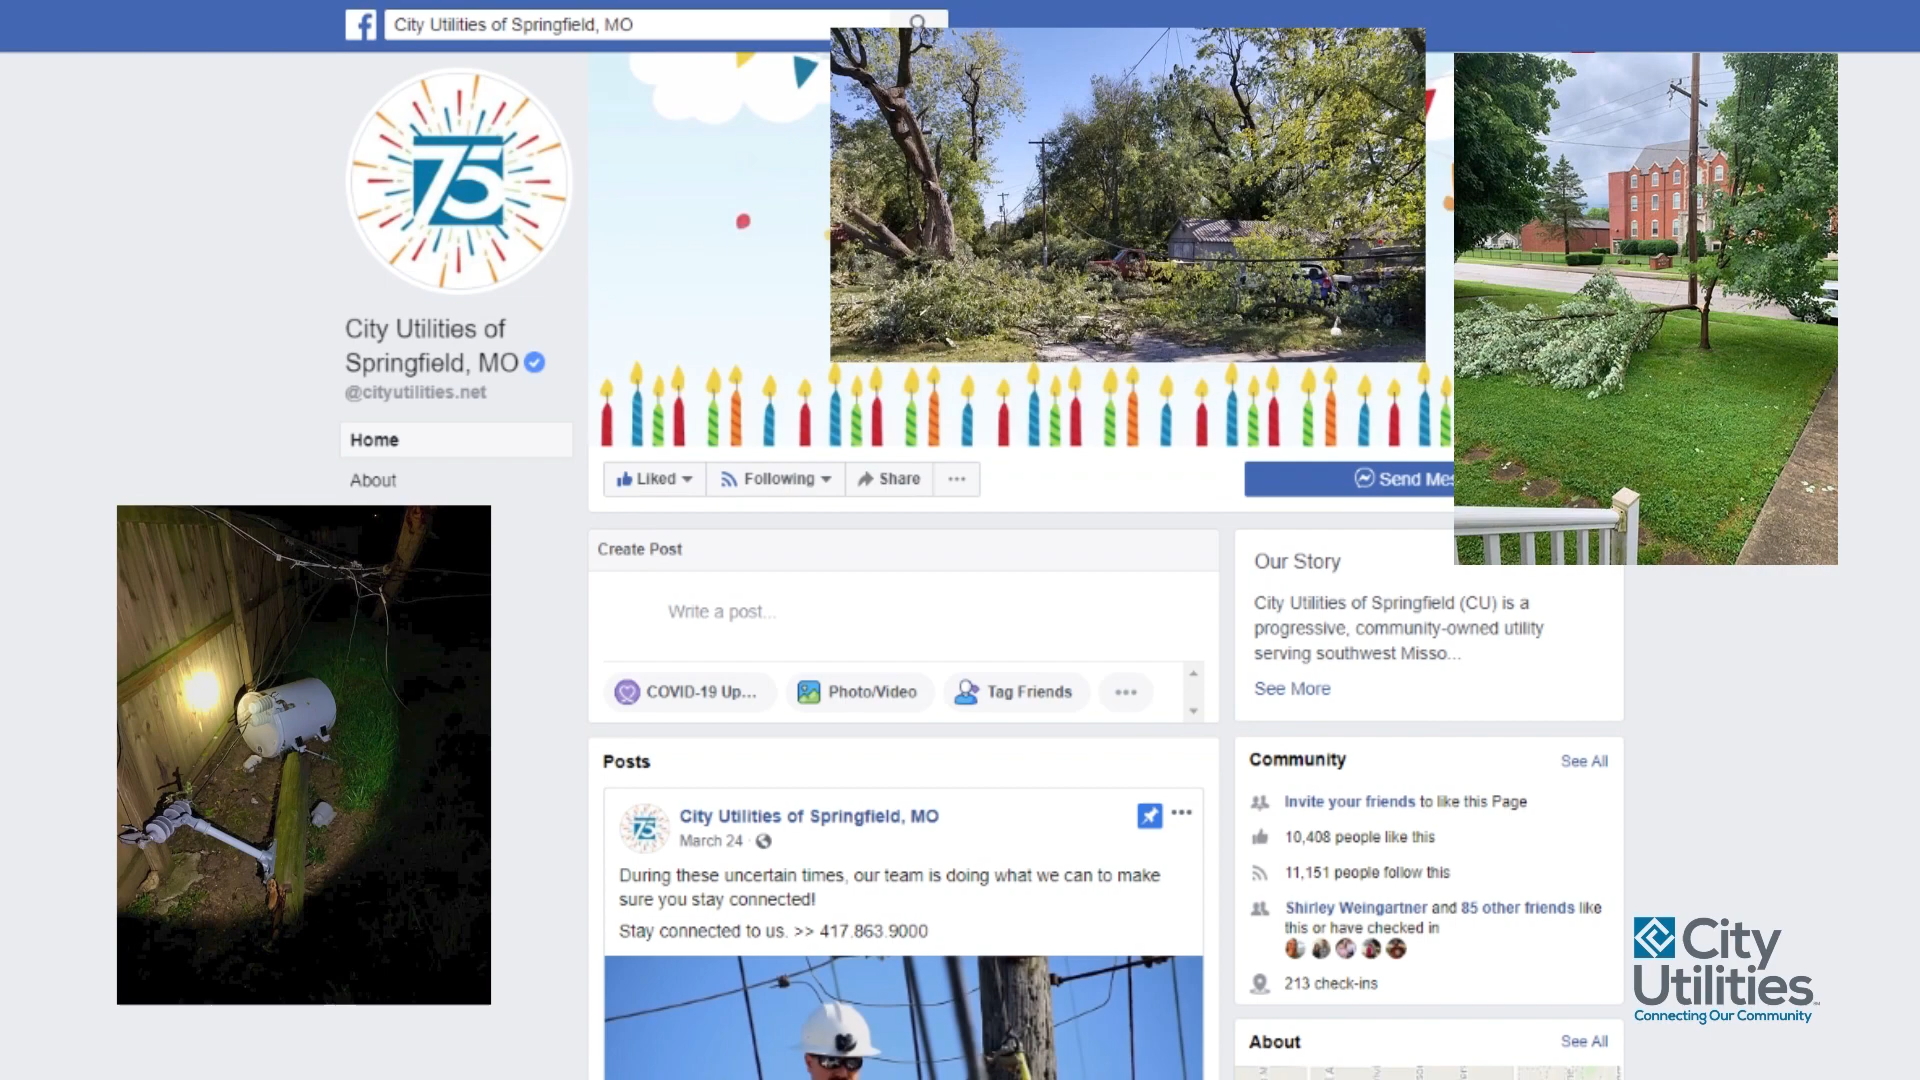 City Utilities of Springfield, MO
75
City Utilities of
Springfield, MO
@cityutilities.net
Home
About
Liked
Following
Share
Send Mes
Create Post
Write a post...
COVID-19 Up...
Photo/Video
Tag Friends
Posts
75
City Utilities of Springfield, MO
March 24
During these uncertain times, our team is doing what we can to make
sure you stay connected!
Stay connected to us. >> 417.863.9000
Our Story
City Utilities of Springfield (CU) is a
progressive, community-owned utility
serving southwest Misso...
See More
Community
See All
Invite your friends to like this Page
10,408 people like this
11,151 people follow this
Shirley Weingartner and 85 other friends like
this or have checked in
213 check-ins
About
See All
City
Utilities
Connecting Our Community